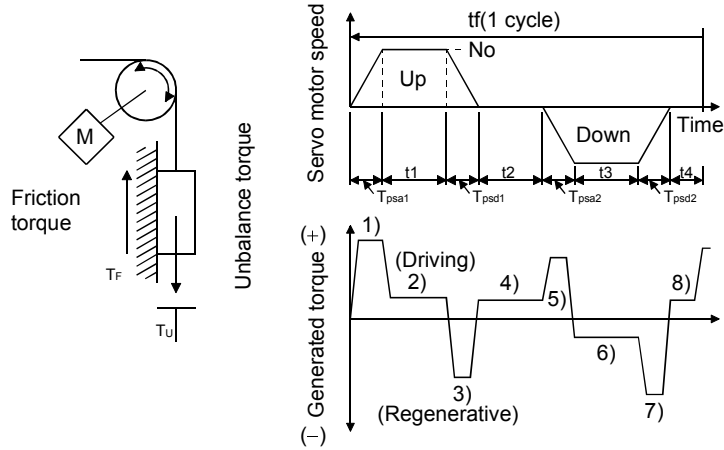 M
Friction
torque
TF
TU
Unbalance torque
Servo motor speed
tf(1 cycle)
No
Up
Down
Time
t1
t2
t3
t4
Tpsa1
Tpsd1
Tpsa2
Tpsd2
Generated torque
(+)
1)
(Driving)
2)
4)
5)
8)
6)
3)
7)
(Regenerative)
(−)